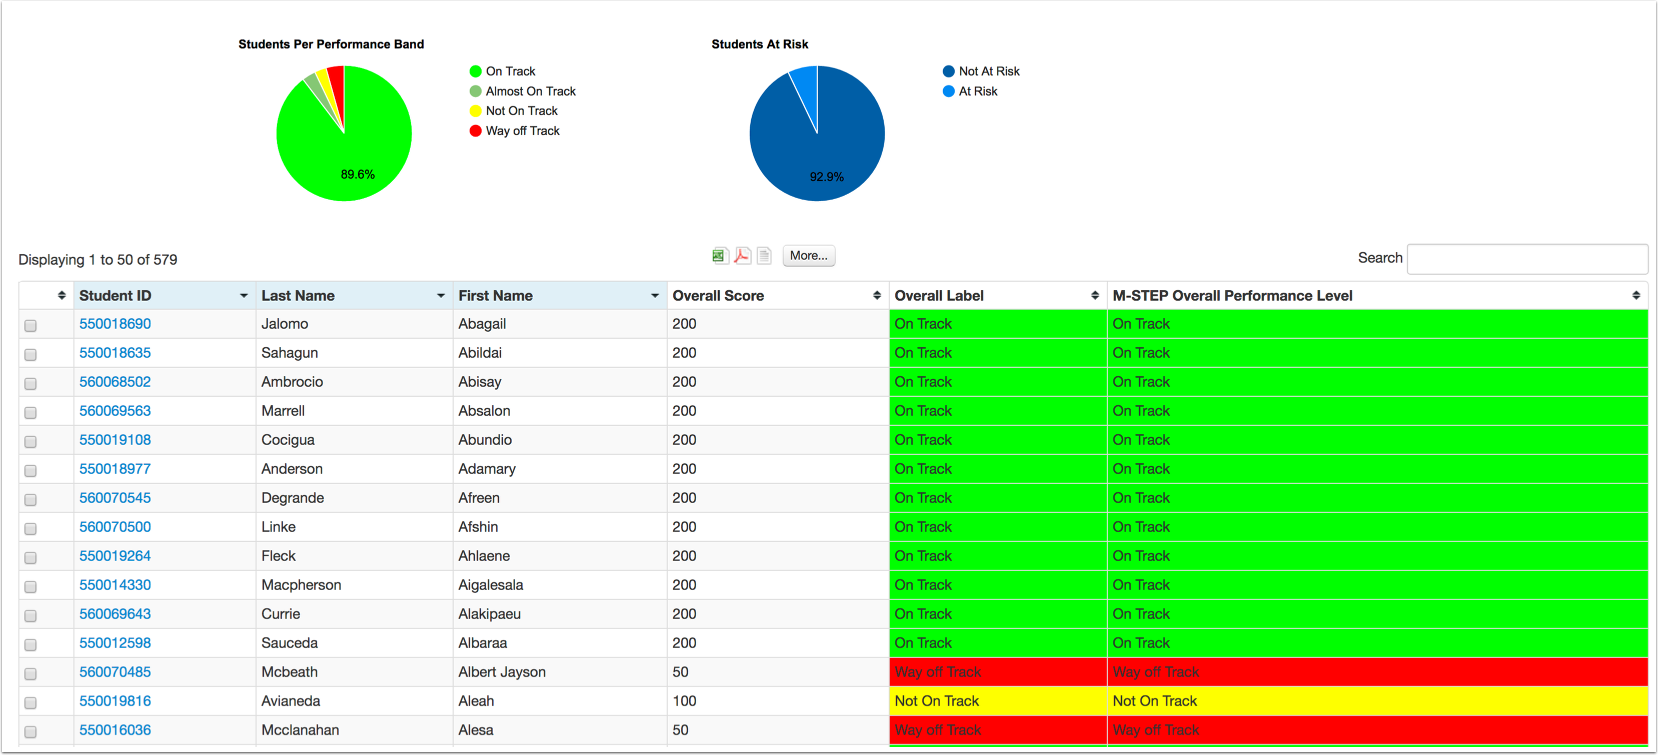 Students Per Performance Band
On Track
Almost On Track
Not On Track
Way off Track
89.6%
Students At Risk
Not At Risk
At Risk
92.9%
Displaying 1 to 50 of 579
More...
Search
Student ID Last Name First Name Overall Score Overall Label M-STEP Overall Performance Level
550018690 Jalomo Abagail 200 On Track On Track
550018635 Sahagun Abildai 200 On Track On Track
560068502 Ambrocio Abisay 200 On Track On Track
560069563 Marrell Absalon 200 On Track On Track
550019108 Cocigua Abundio 200 On Track On Track
550018977 Anderson Adamary 200 On Track On Track
560070545 Degrande Afreen 200 On Track On Track
560070500 Linke Afshin 200 On Track On Track
550019264 Fleck Ahlaene 200 On Track On Track
550014330 Macpherson Aigalesala 200 On Track On Track
560069643 Currie Alakipaeu 200 On Track On Track
550012598 Sauceda Albaraa 200 On Track On Track
560070485 Mcbeath Albert Jayson 50 Way off Track Way off Track
550019816 Avianeda Aleah 100 Not On Track Not On Track
550016036 Mcclanahan Alesa 50 Way off Track Way off Track